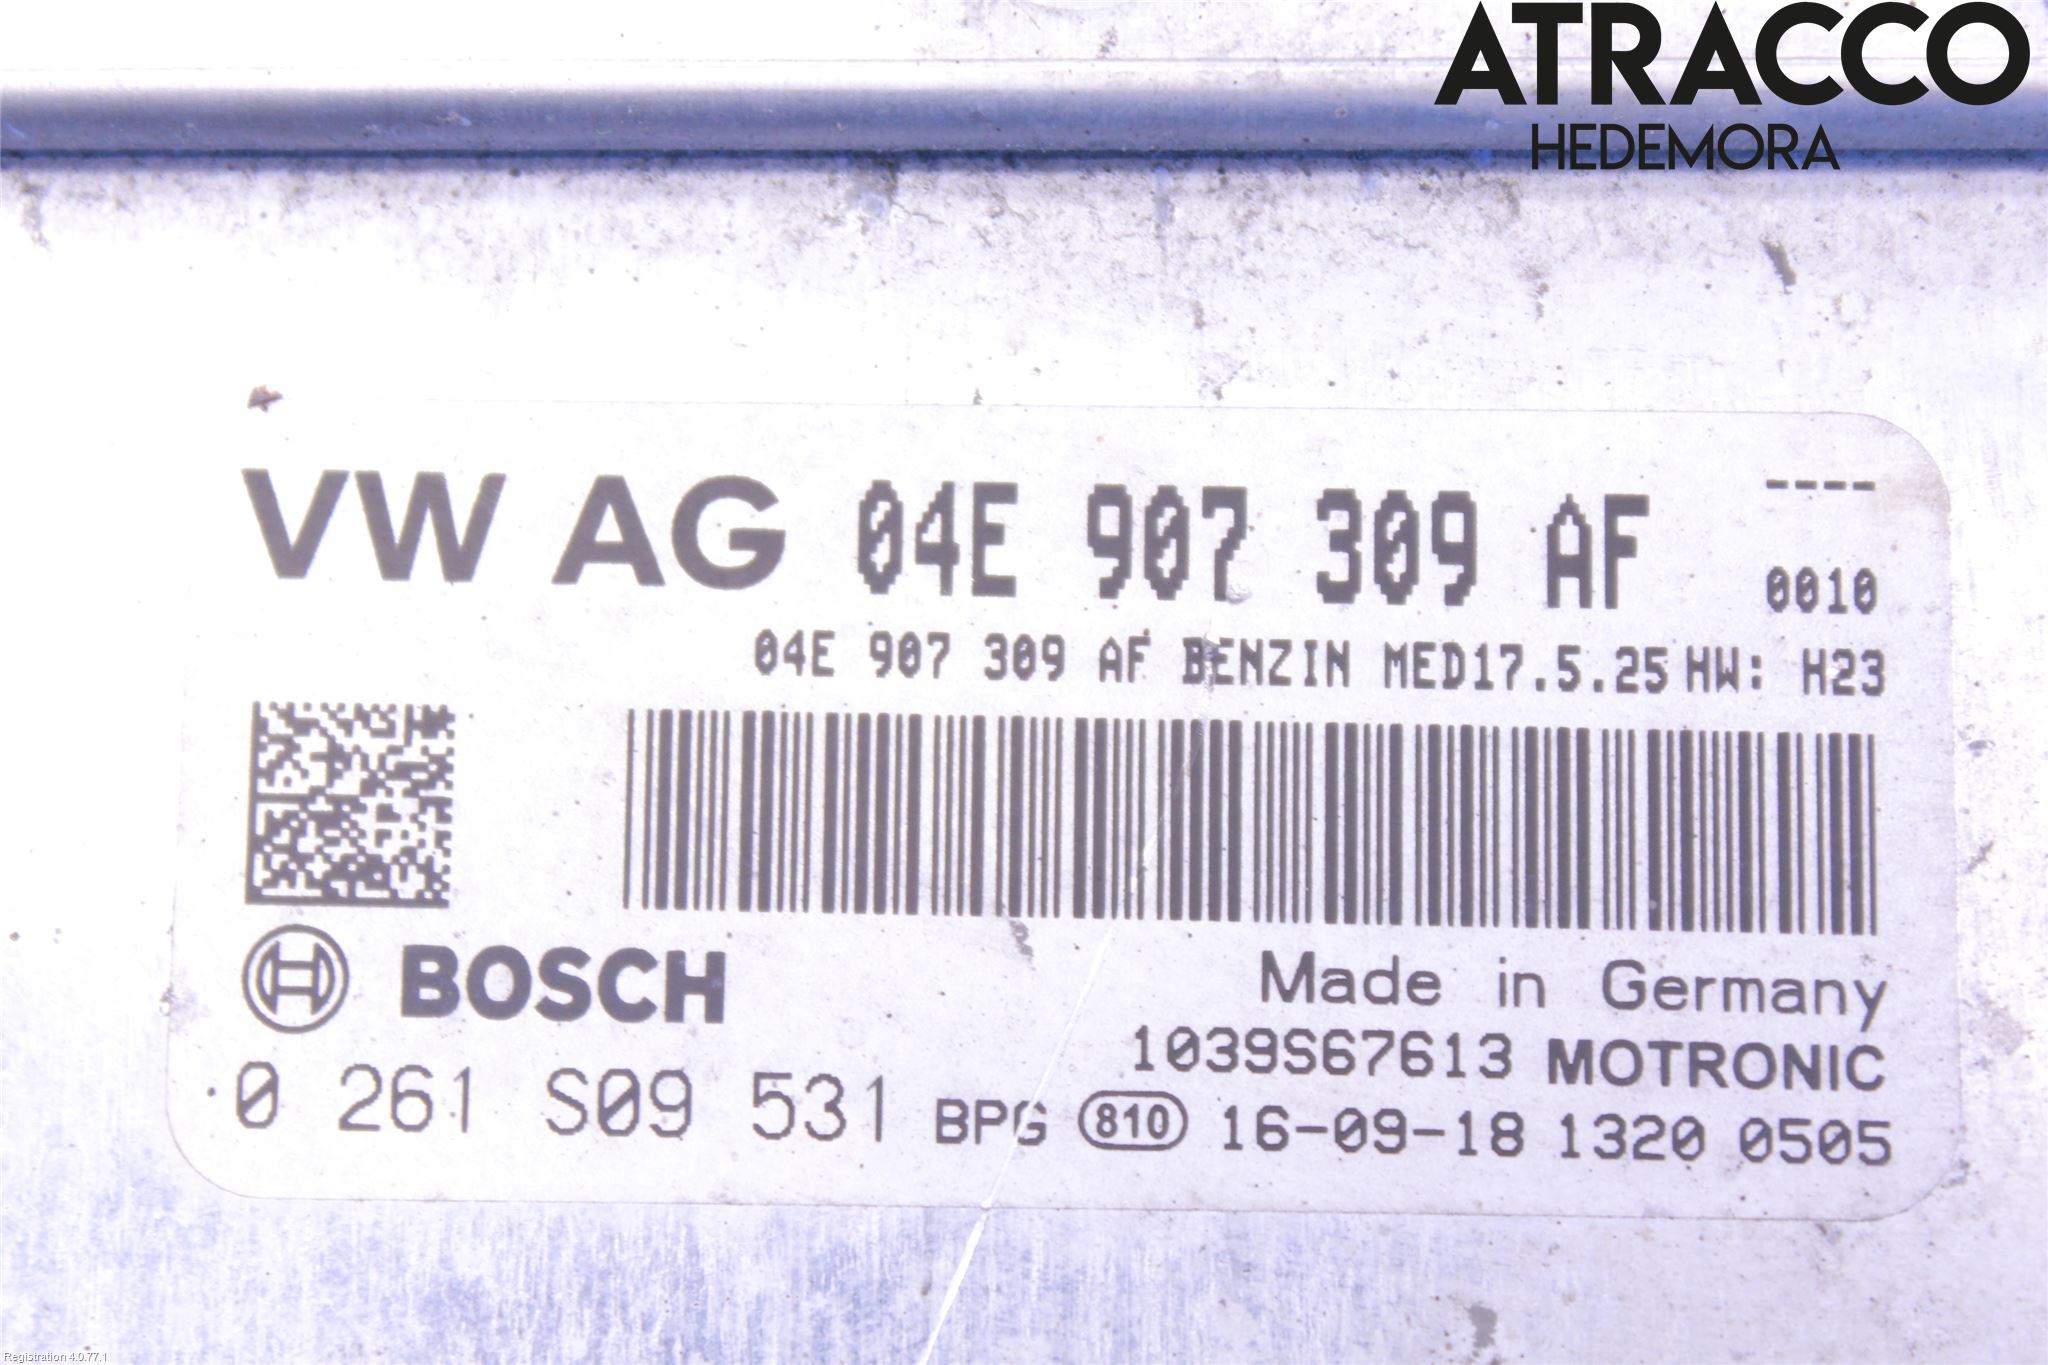 ATRACCO
HEDEMORA
VW AG 04E 907 309 AF ----
0010
04E 907 309 AF BENZIN MED17.5.25 HW: H23
BOSCH
Made in Germany
1039S67613 MOTRONIC
0 261 S09 531 BPG 810 16-09-18 1320 0505
Registration 4.0.77.1